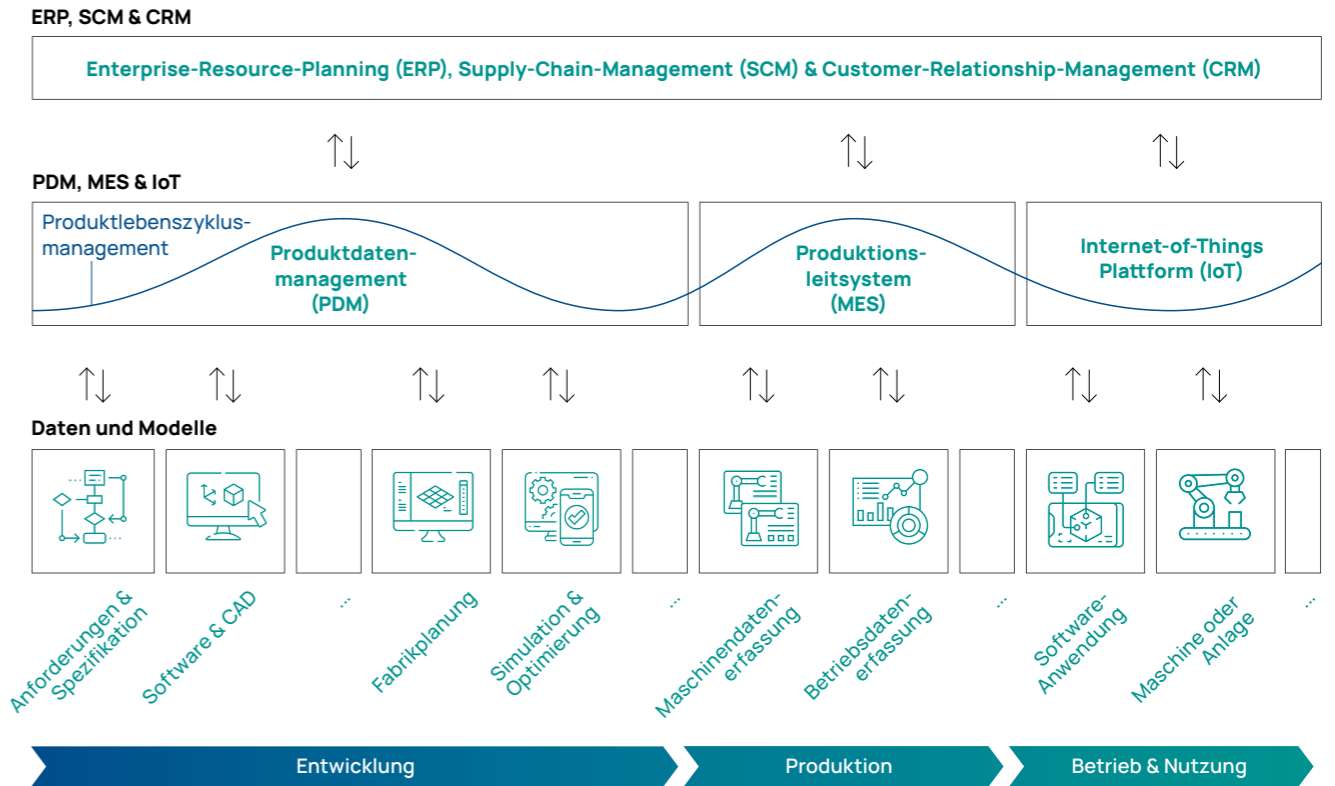 ERP, SCM & CRM
Enterprise-Resource-Planning (ERP), Supply-Chain-Management (SCM) & Customer-Relationship-Management (CRM)
PDM, MES & IoT
Produktlebenszyklus-
management
Produktdaten-
management
(PDM)
Produktions-
leitsystem
(MES)
Internet-of-Things
Plattform (IoT)
Daten und Modelle
Anforderungen &
Spezifikation
Software & CAD
...
Fabrikplanung
Simulation &
Optimierung
...
Maschinendaten-
erfassung
Betriebsdaten-
erfassung
...
Software-
Anwendung
Maschine oder
Anlage
...
Entwicklung
Produktion
Betrieb & Nutzung